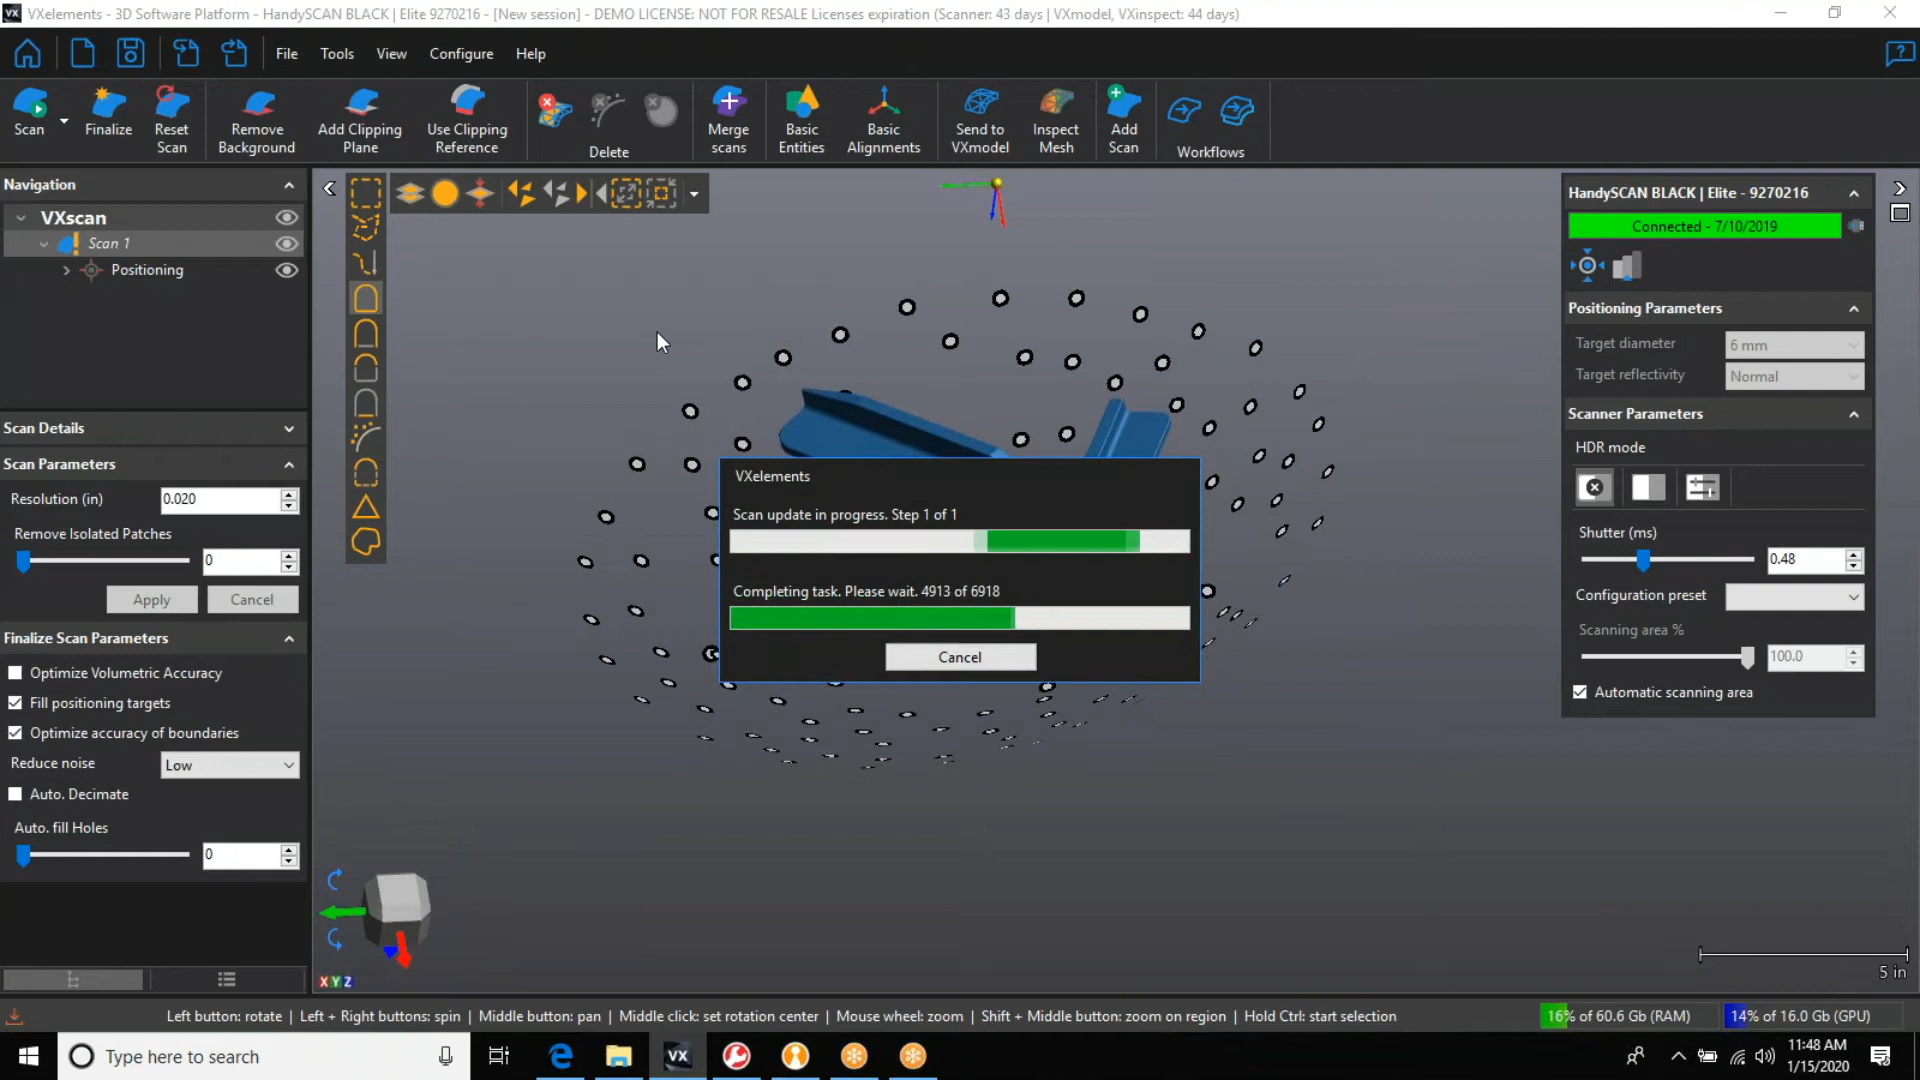 VX VXelements - 3D Software Platform - HandySCAN BLACK | Elite 9270216 - [New session] - DEMO LICENSE: NOT FOR RESALE Licenses expiration (Scanner: 43 days | VXmodel, VXinspect: 44 days)
File Tools View Configure Help
Scan
Finalize
Reset
Scan
Remove
Background
Add Clipping
Plane
Use Clipping
Reference
Delete
Merge
scans
Basic
Entities
Basic
Alignments
Send to
VXmodel
Inspect
Mesh
Add
Scan
Workflows
Navigation
VXscan
Scan 1
Positioning
Scan Details
Scan Parameters
Resolution (in) 0.020
Remove Isolated Patches
0
Apply Cancel
Finalize Scan Parameters
Optimize Volumetric Accuracy
Fill positioning targets
Optimize accuracy of boundaries
Reduce noise Low
Auto. Decimate
Auto. fill Holes
0
VXelements
Scan update in progress. Step 1 of 1
Completing task. Please wait. 4913 of 6918
Cancel
HandySCAN BLACK | Elite - 9270216
Connected - 7/10/2019
Positioning Parameters
Target diameter 6 mm
Target reflectivity Normal
Scanner Parameters
HDR mode
Shutter (ms)
0.48
Configuration preset
Scanning area %
100.0
Automatic scanning area
XYZ
5 in
Left button: rotate | Left + Right buttons: spin | Middle button: pan | Middle click: set rotation center | Mouse wheel: zoom | Shift + Middle button: zoom on region | Hold Ctrl: start selection
16% of 60.6 Gb (RAM) 14% of 16.0 Gb (GPU)
Type here to search
VX
11:48 AM
1/15/2020